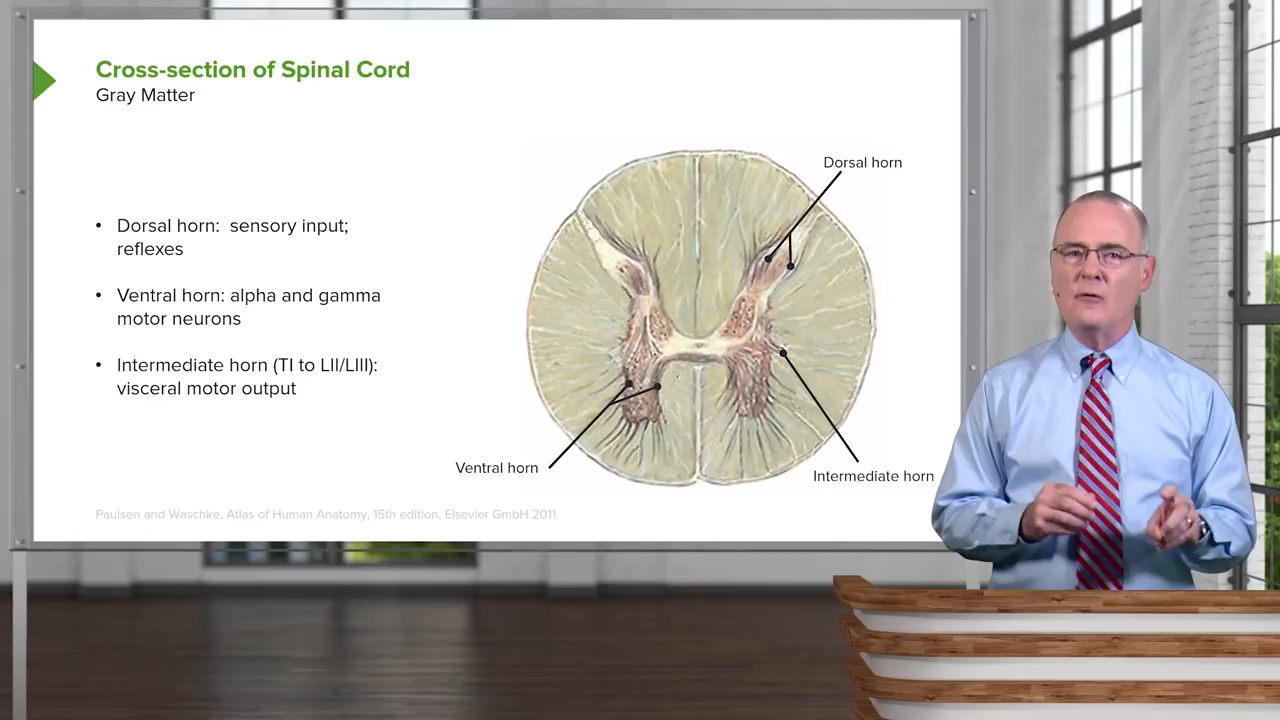 Cross-section of Spinal Cord
Gray Matter
• Dorsal horn: sensory input;
reflexes
• Ventral horn: alpha and gamma
motor neurons
• Intermediate horn (TI to LII/LIII):
visceral motor output
Dorsal horn
Ventral horn
Intermediate horn
Paulsen and Waschke, Atlas of Human Anatomy, 15th edition, Elsevier GmbH 2011